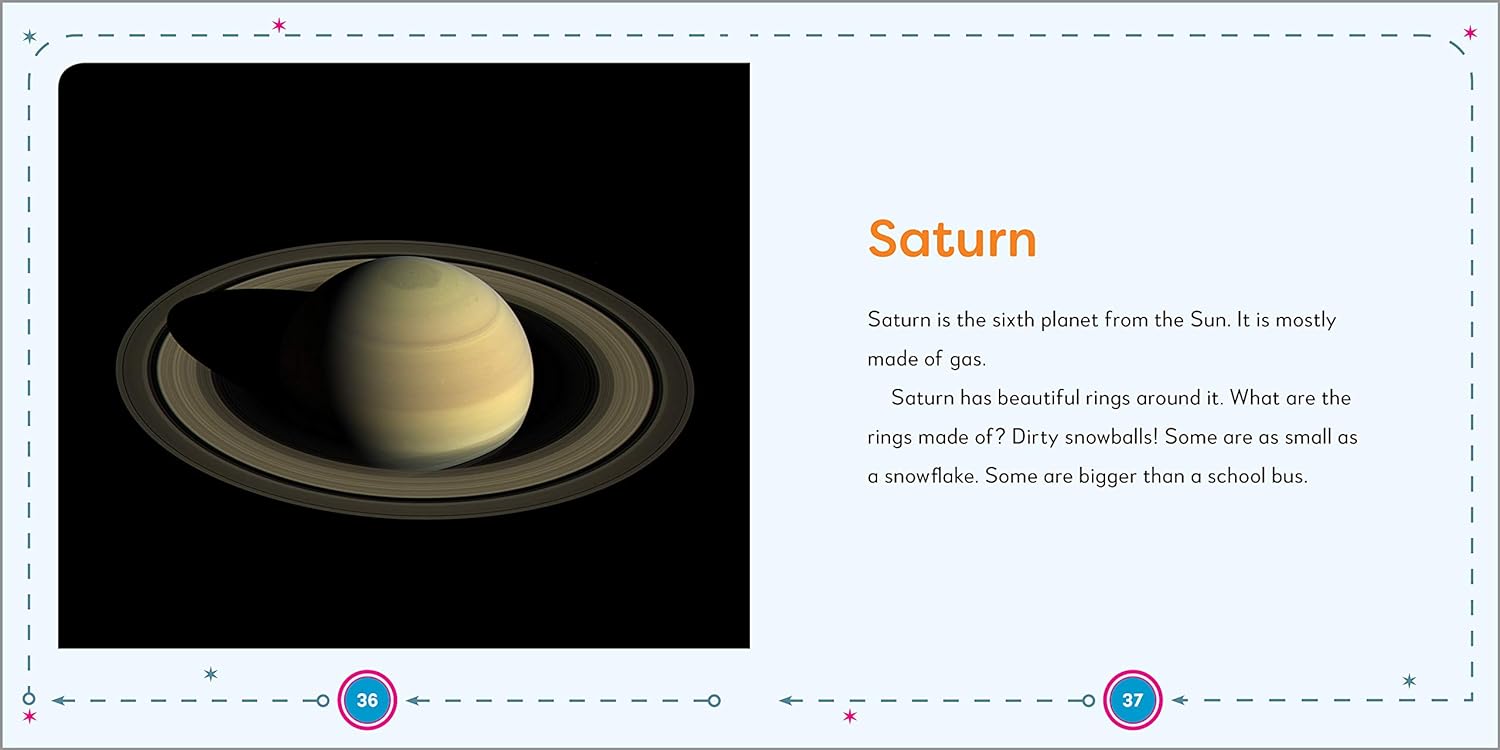 Saturn
Saturn is the sixth planet from the Sun. It is mostly
made of gas.
Saturn has beautiful rings around it. What are the
rings made of? Dirty snowballs! Some are as small as
a snowflake. Some are bigger than a school bus.
36
37